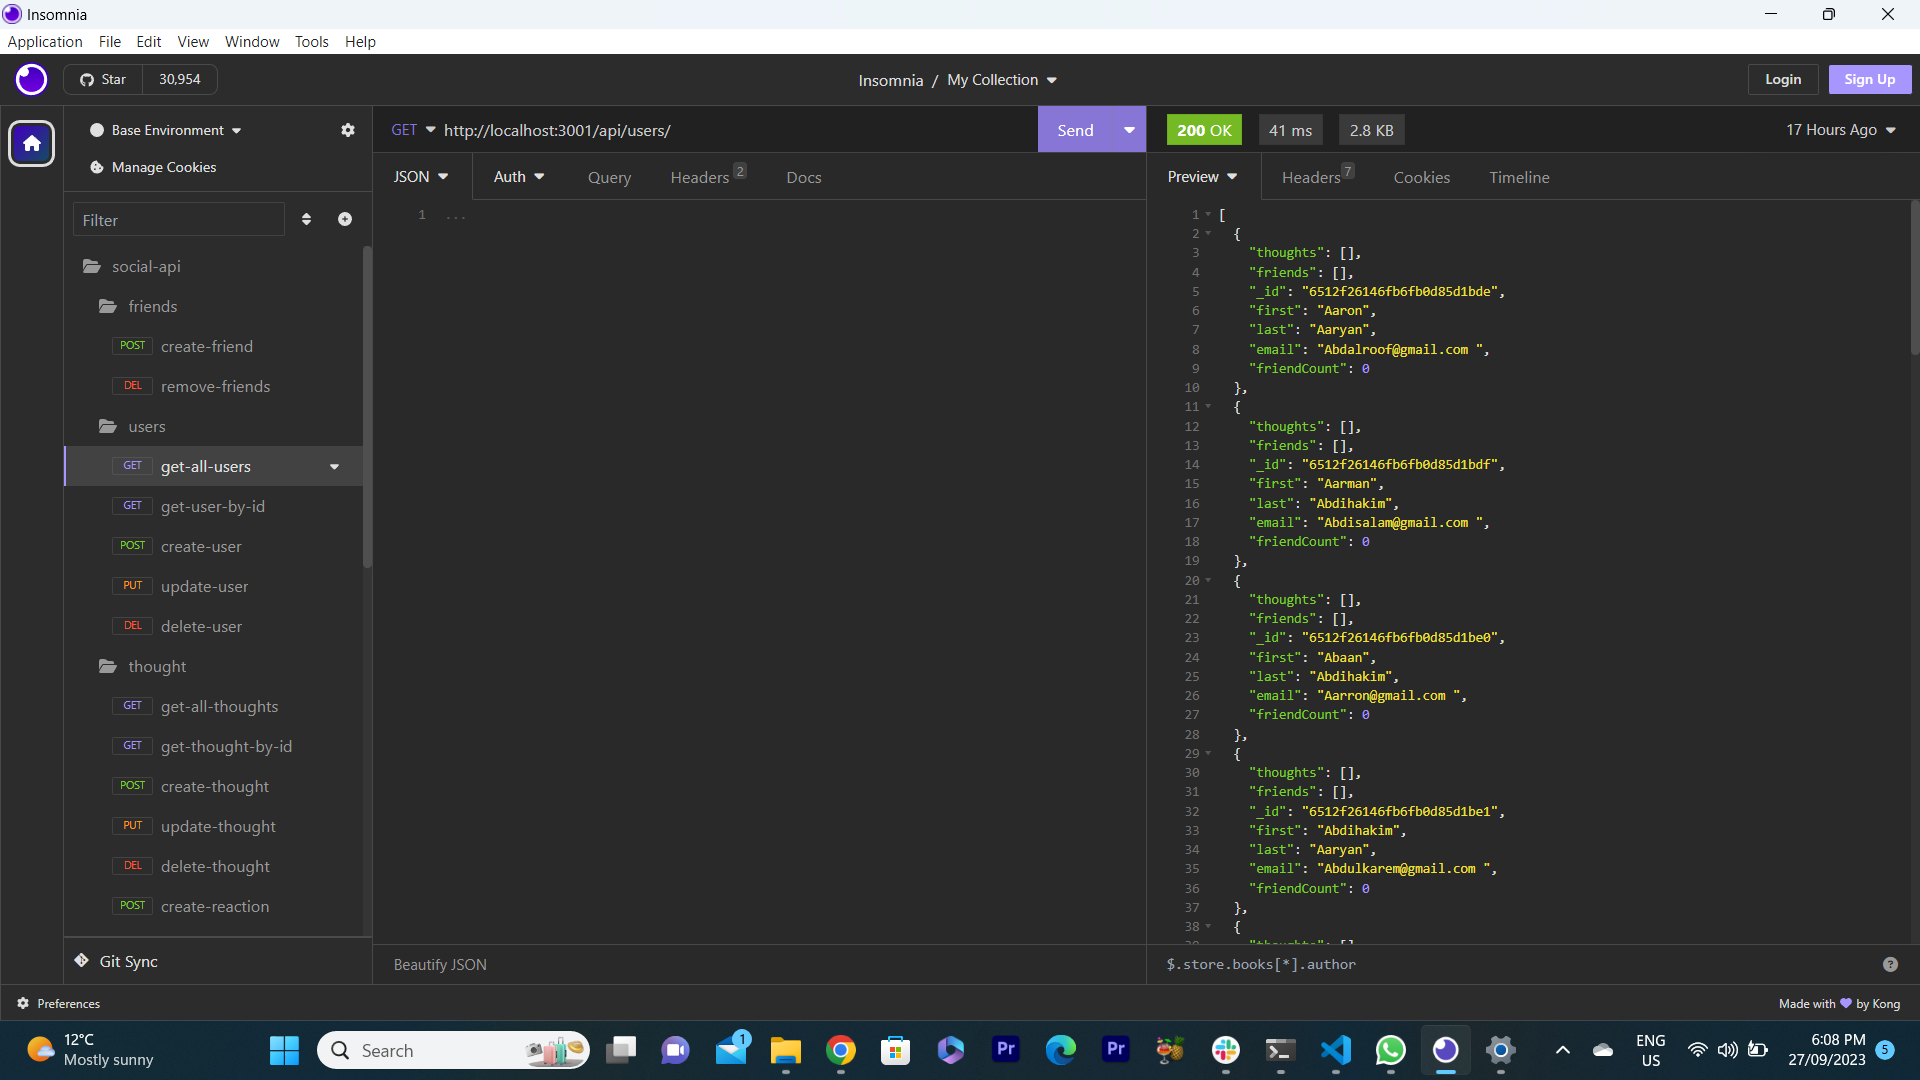 Insomnia
Application File Edit View Window Tools Help
Star 30,954
Insomnia / My Collection
Login Sign Up
Base Environment
Manage Cookies
Filter
social-api
friends
POST create-friend
DEL remove-friends
users
GET get-all-users
GET get-user-by-id
POST create-user
PUT update-user
DEL delete-user
thought
GET get-all-thoughts
GET get-thought-by-id
POST create-thought
PUT update-thought
DEL delete-thought
POST create-reaction
Git Sync
Preferences
GET http://localhost:3001/api/users/ Send
JSON Auth Query Headers 2 Docs
1 ...
Beautify JSON
200 OK 41 ms 2.8 KB 17 Hours Ago
Preview Headers 7 Cookies Timeline
1 [
2 {
3 "thoughts": [],
4 "friends": [],
5 "_id": "6512f26146fb6fb0d85d1bde",
6 "first": "Aaron",
7 "last": "Aaryan",
8 "email": "Abdalroof@gmail.com ",
9 "friendCount": 0
10 },
11 {
12 "thoughts": [],
13 "friends": [],
14 "_id": "6512f26146fb6fb0d85d1bdf",
15 "first": "Aarman",
16 "last": "Abdihakim",
17 "email": "Abdisalam@gmail.com ",
18 "friendCount": 0
19 },
20 {
21 "thoughts": [],
22 "friends": [],
23 "_id": "6512f26146fb6fb0d85d1be0",
24 "first": "Abaan",
25 "last": "Abdihakim",
26 "email": "Aarron@gmail.com ",
27 "friendCount": 0
28 },
29 {
30 "thoughts": [],
31 "friends": [],
32 "_id": "6512f26146fb6fb0d85d1be1",
33 "first": "Abdihakim",
34 "last": "Aaryan",
35 "email": "Abdulkarem@gmail.com ",
36 "friendCount": 0
37 },
38 {
$.store.books[*].author
Made with by Kong
12°C
Mostly sunny
Search
1
Pr
Pr
ENG
US
6:08 PM
27/09/2023
5